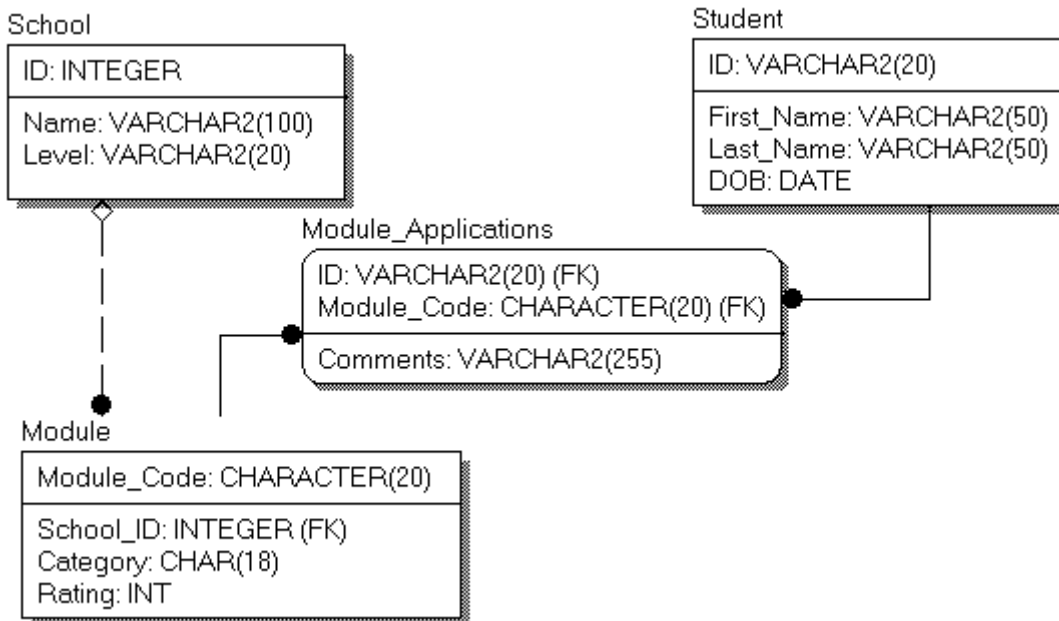 School
ID: INTEGER
Name: VARCHAR2(100)
Level: VARCHAR2(20)
Student
ID: VARCHAR2(20)
First_Name: VARCHAR2(50)
Last_Name: VARCHAR2(50)
DOB: DATE
Module_Applications
ID: VARCHAR2(20) (FK)
Module_Code: CHARACTER(20) (FK)
Comments: VARCHAR2(255)
Module
Module_Code: CHARACTER(20)
School_ID: INTEGER (FK)
Category: CHAR(18)
Rating: INT